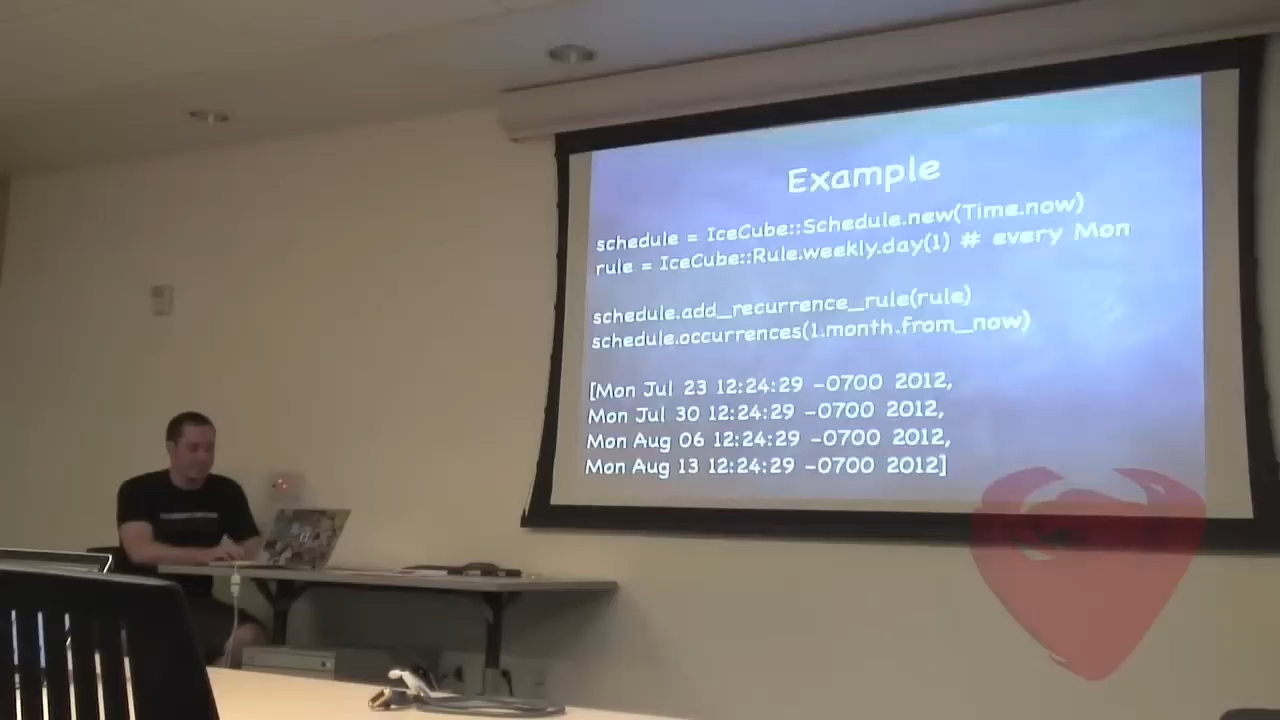 Example
schedule = IceCube::Schedule.new(Time.now)
rule = IceCube::Rule.weekly.day(1) # every Mon
schedule.add_recurrence_rule(rule)
schedule.occurrences(1.month.from_now)
[Mon Jul 23 12:24:29 -0700 2012,
Mon Jul 30 12:24:29 -0700 2012,
Mon Aug 06 12:24:29 -0700 2012,
Mon Aug 13 12:24:29 -0700 2012]